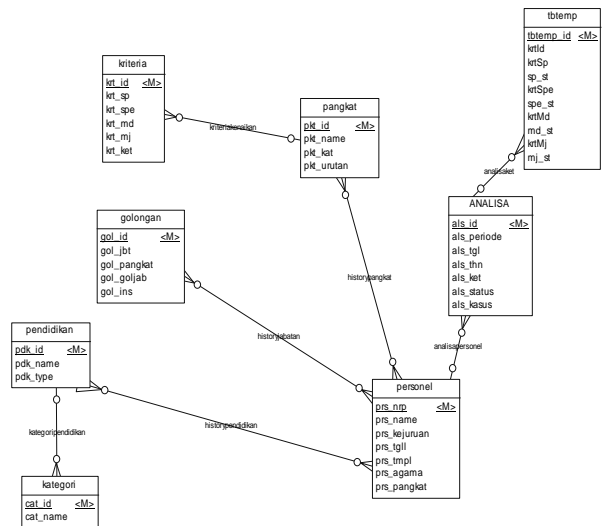 tbtemp
tbtemp_id <M>
krtId
krtSp
sp_st
krtSpe
spe_st
krtMd
md_st
krtMj
mj_st
kriteria
krt_id <M>
krt_sp
krt_spe
krt_md
krt_mj
krt_ket
kriteriakenaikan
pangkat
pkt_id <M>
pkt_name
pkt_kat
pkt_urutan
analisaket
ANALISA
als_id <M>
als_periode
als_tgl
als_thn
als_ket
als_status
als_kasus
golongan
gol_id <M>
gol_jbt
gol_pangkat
gol_goljab
gol_ins
historypangkat
historyjabatan
analisapersonel
pendidikan
pdk_id <M>
pdk_name
pdk_type
historypendidikan
personel
prs_nrp <M>
prs_name
prs_kejuruan
prs_tgll
prs_tmpl
prs_agama
prs_pangkat
kategoripendidikan
kategori
cat_id <M>
cat_name